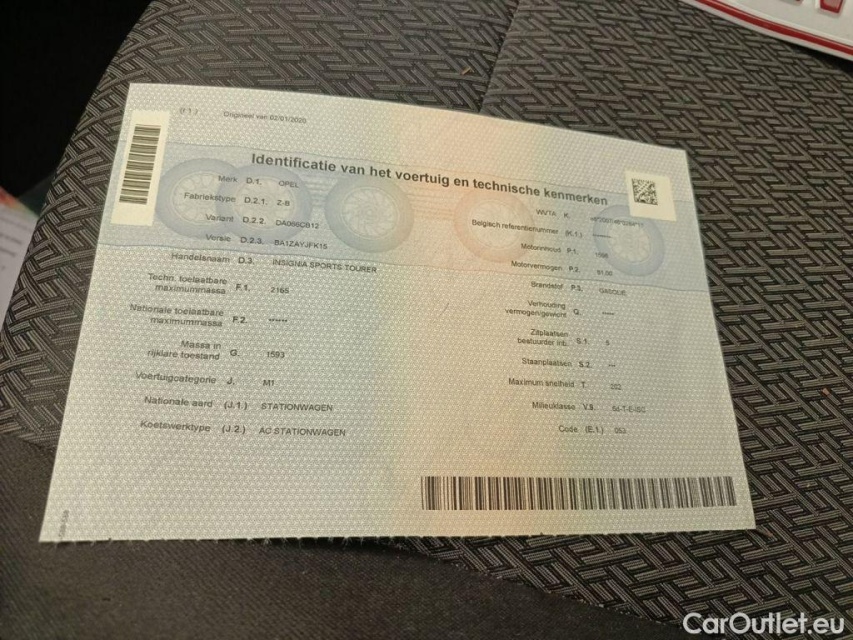 (I 1.)
Origineel van 02/01/2020
Identificatie van het voertuig en technische kenmerken
Merk D.1. OPEL
Fabriekstype D.2.1. Z-B
Variant D.2.2. DA066CB12
Versie D.2.3. BA1ZAYJFK15
Handelsnaam D.3. INSIGNIA SPORTS TOURER
Techn. toelaatbare
maximummassa F.1. 2165
Nationale toelaatbare
maximummassa F.2. ------
Massa in
rijklare toestand G. 1593
Voertuigcategorie J. M1
Nationale aard (J.1.) STATIONWAGEN
Koetswerktype (J.2.) AC STATIONWAGEN
WVTA K.
Belgisch referentienummer (K.1.)
Motorinhoud P.1.
Motorvermogen P.2.
Brandstof P.3. GASOLIE
Verhouding
vermogen/gewicht Q. -----
Zitplaatsen
bestuurder inb. S.1. 5
Staanplaatsen S.2. ---
Maximum snelheid T.
Milieuklasse V.9.
Code (E.1.) 053
CarOutlet.eu